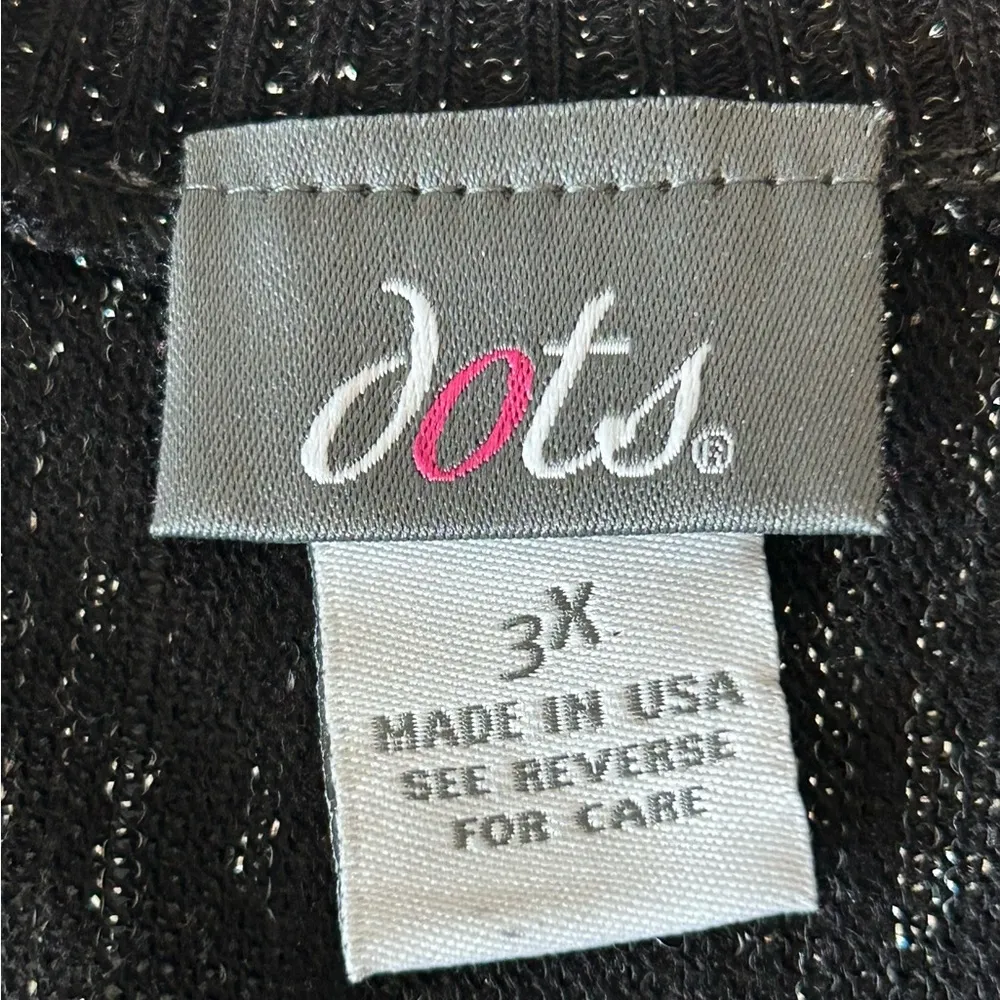 dots®
3X
MADE IN USA
SEE REVERSE
FOR CARE